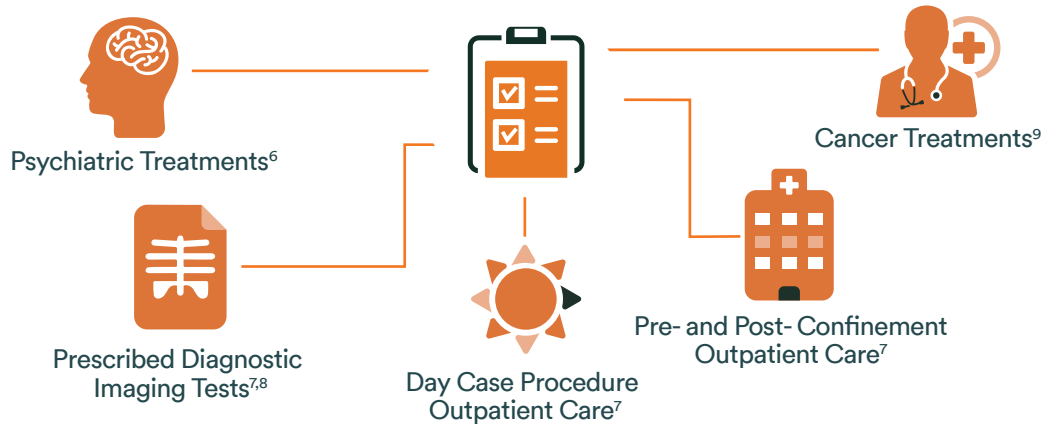 Psychiatric Treatments⁶
Cancer Treatments⁹
Prescribed Diagnostic
Imaging Tests⁷,⁸
Day Case Procedure
Outpatient Care⁷
Pre- and Post- Confinement
Outpatient Care⁷